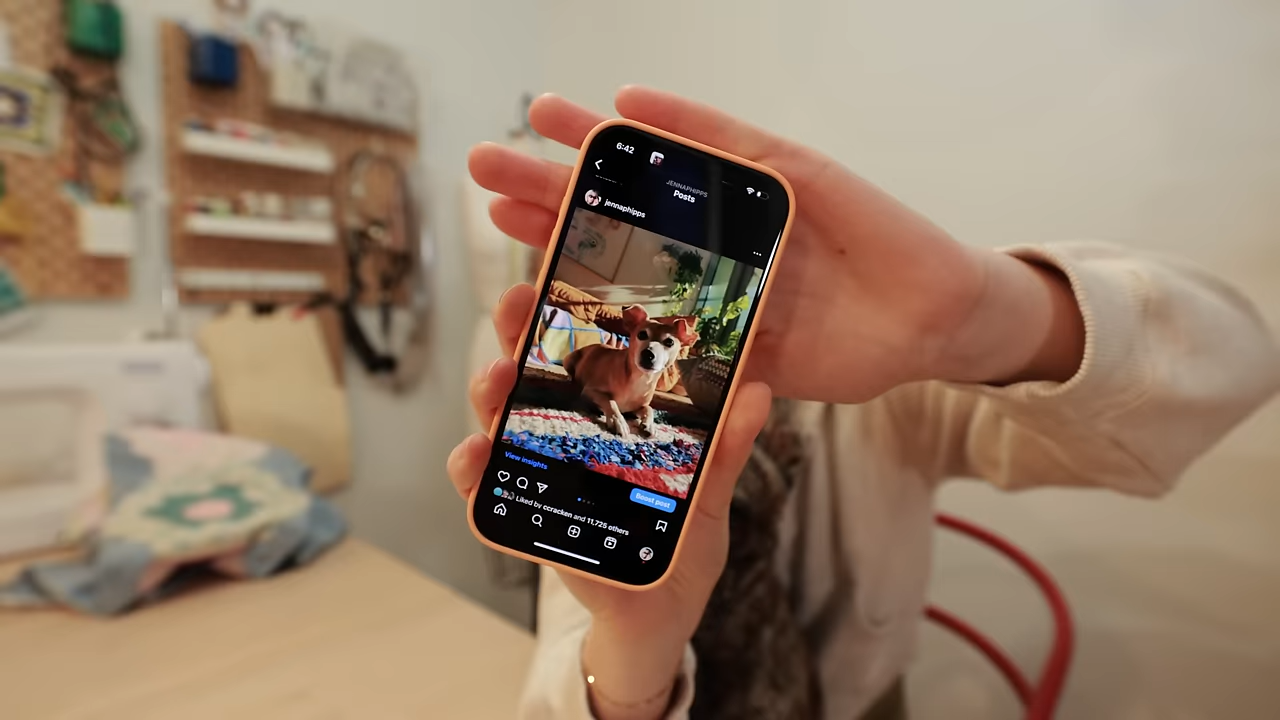 6:42
JENNAPHIPPS
Posts
jennaphipps
View insights
Boost post
Liked by ccracken and 11,725 others